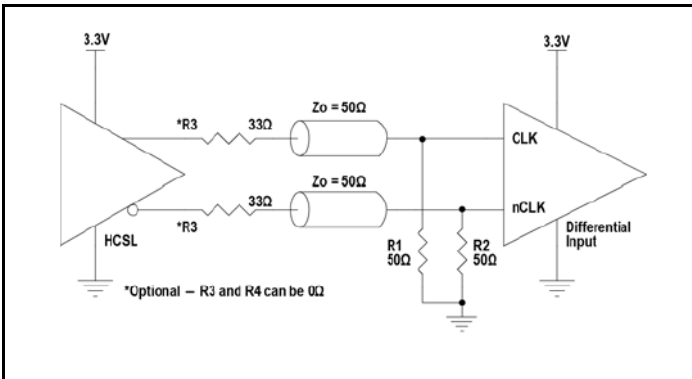 3.3V
3.3V
*R3
33Ω
Zo = 50Ω
CLK
Zo = 50Ω
nCLK
*R3
33Ω
HCSL
R1
50Ω
R2
50Ω
Differential
Input
*Optional – R3 and R4 can be 0Ω